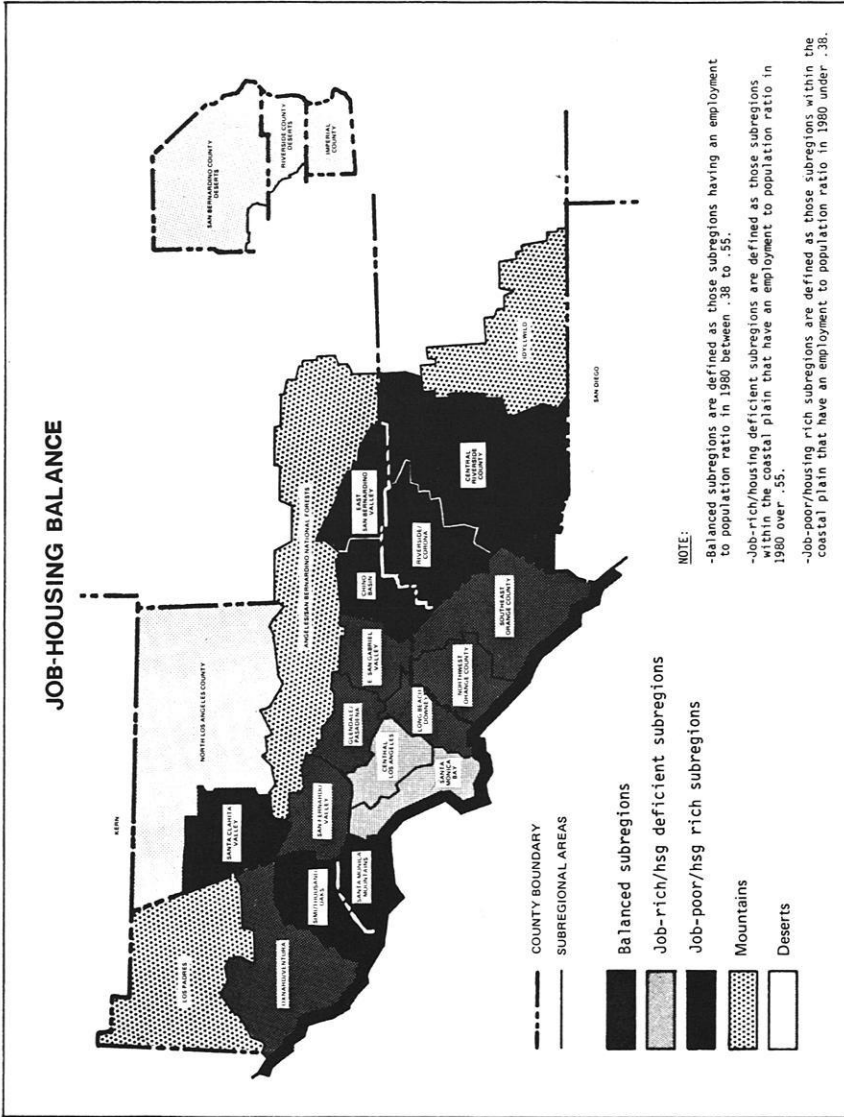 JOB-HOUSING BALANCE
KERN
LOS PADRES
NORTH LOS ANGELES COUNTY
SANTA CLARITA
VALLEY
ANGELES/SAN BERNARDINO NATIONAL FORESTS
SAN BERNARDINO COUNTY
DESERTS
RIVERSIDE COUNTY
DESERTS
IMPERIAL
COUNTY
OXNARD/VENTURA
SIMI/THOUSAND
OAKS
SANTA MONICA
MOUNTAINS
SAN FERNANDO
VALLEY
GLENDALE/
PASADENA
E. SAN GABRIEL
VALLEY
CHINO
BASIN
EAST
SAN BERNARDINO
VALLEY
CENTRAL
LOS ANGELES
SANTA
MONICA
BAY
LONG BEACH
DOWNEY
NORTHWEST
ORANGE COUNTY
SOUTHEAST
ORANGE COUNTY
RIVERSIDE/
CORONA
CENTRAL
RIVERSIDE
COUNTY
IDYLLWILD
SAN DIEGO
COUNTY BOUNDARY
SUBREGIONAL AREAS
Balanced subregions
Job-rich/hsg deficient subregions
Job-poor/hsg rich subregions
Mountains
Deserts
NOTE:
-Balanced subregions are defined as those subregions having an employment
to population ratio in 1980 between .38 to .55.
-Job-rich/housing deficient subregions are defined as those subregions
within the coastal plain that have an employment to population ratio in
1980 over .55.
-Job-poor/housing rich subregions are defined as those subregions within the
coastal plain that have an employment to population ratio in 1980 under .38.